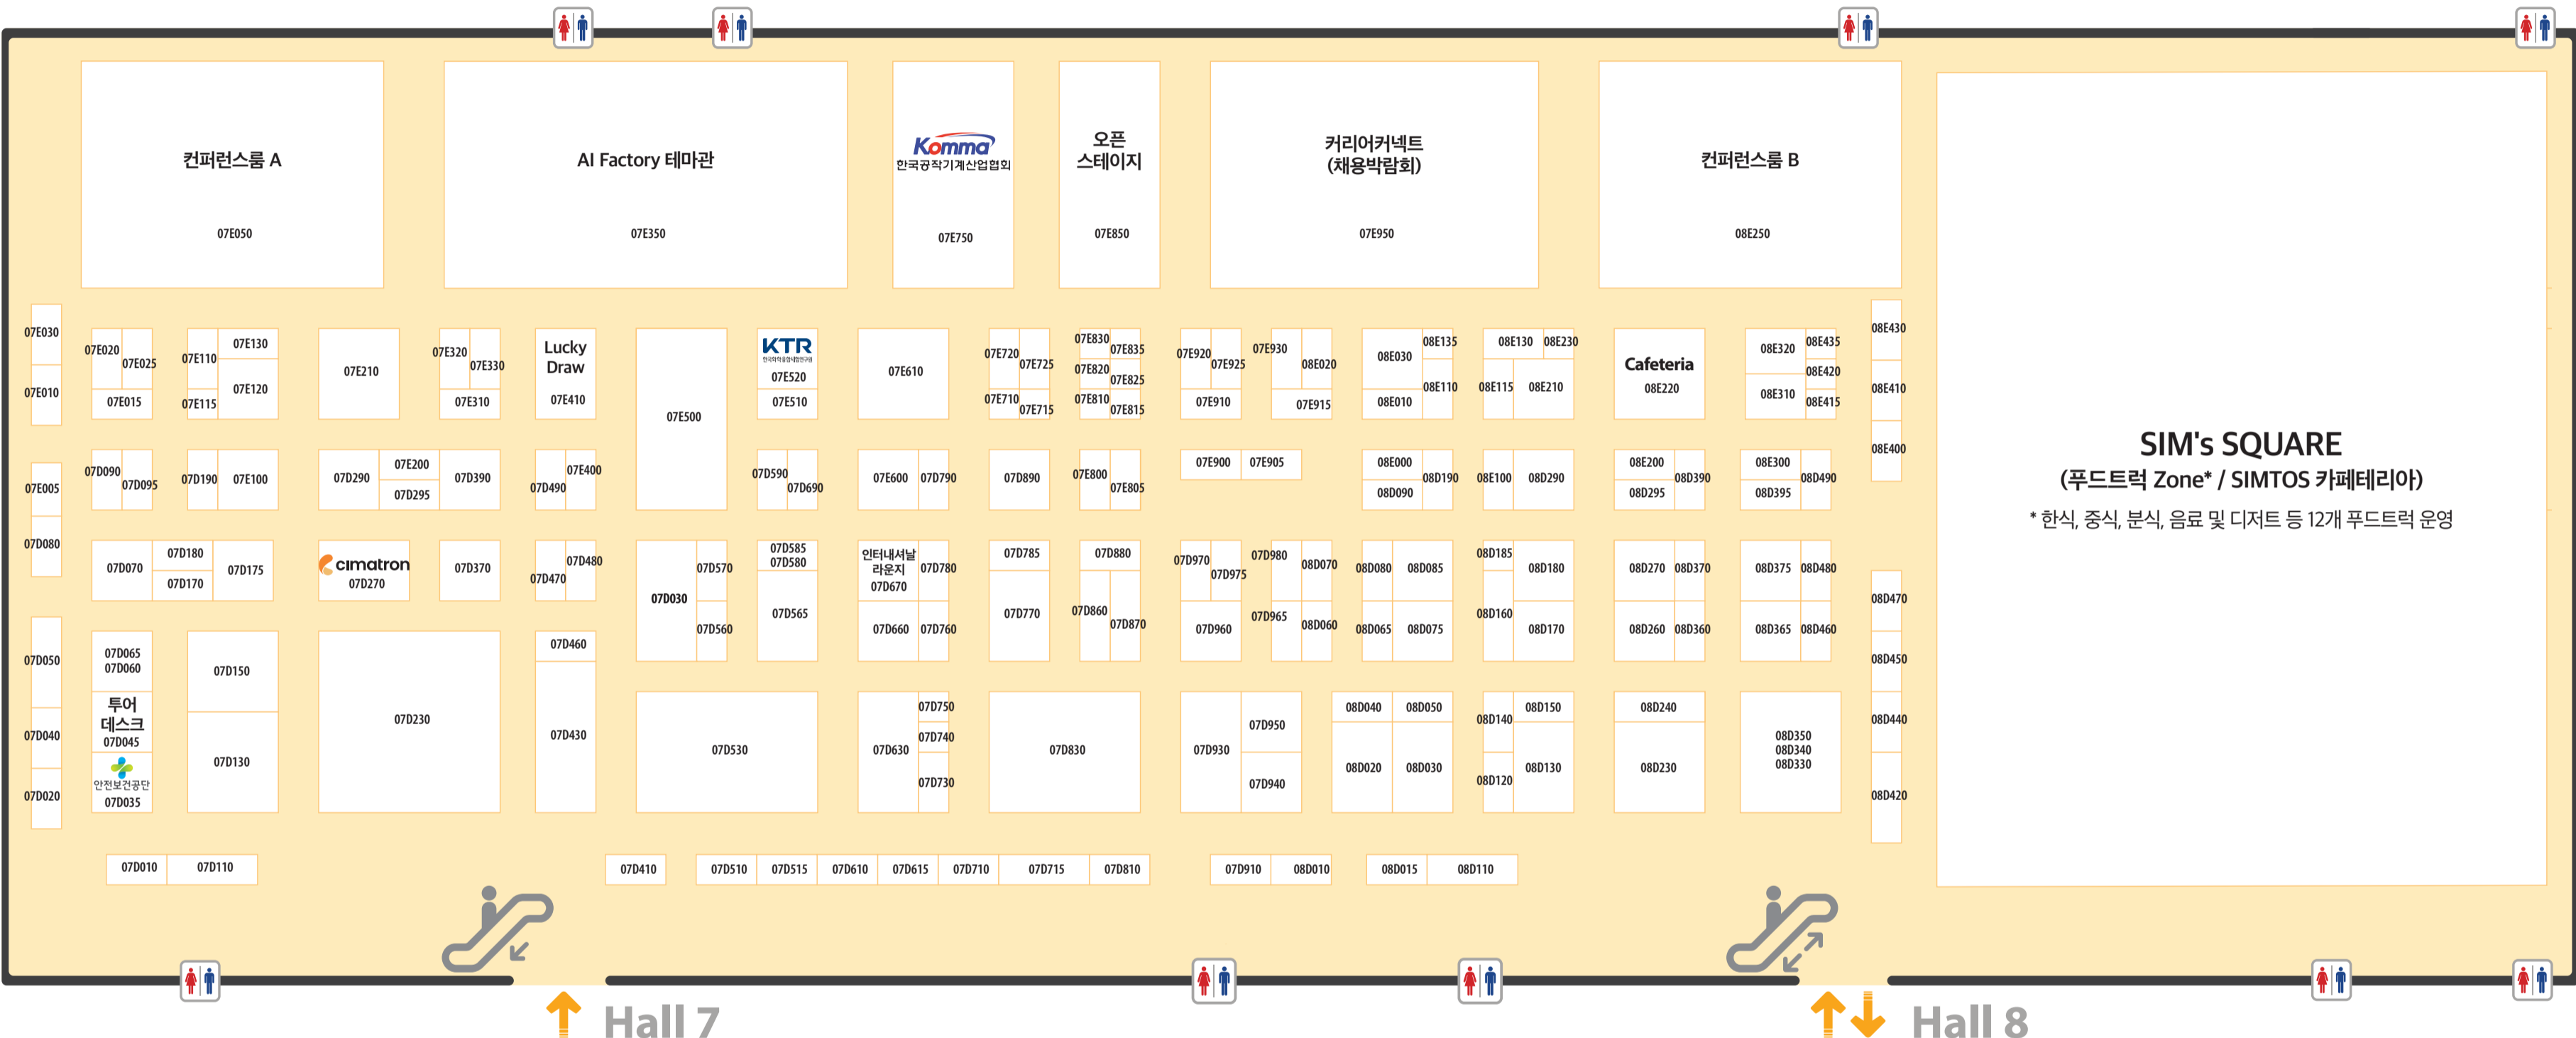 컨퍼런스룸 A
07E050
AI Factory 테마관
07E350
Komma
한국공작기계산업협회
07E750
오픈
스테이지
07E850
커리어커넥트
(채용박람회)
07E950
컨퍼런스룸 B
08E250
SIM's SQUARE
(푸드트럭 Zone* / SIMTOS 카페테리아)
* 한식, 중식, 분식, 음료 및 디저트 등 12개 푸드트럭 운영
07E030
07E010
07E020
07E025
07E015
07E110
07E115
07E130
07E120
07E210
07E320
07E330
07E310
Lucky
Draw
07E410
07E500
KTR
한국화학융합시험연구원
07E520
07E510
07E610
07E720
07E725
07E710
07E715
07E830
07E835
07E820
07E825
07E810
07E815
07E920
07E925
07E910
07E930
08E020
07E915
08E030
08E135
08E110
08E010
08E130
08E230
08E115
08E210
Cafeteria
08E220
08E320
08E310
08E435
08E420
08E415
08E430
08E410
08E400
07E005
07D080
07D090
07D095
07D190
07E100
07D290
07E200
07D295
07D390
07D490
07E400
07D590
07D690
07E600
07D790
07D890
07E800
07E805
07E900
07E905
08E000
08D090
08D190
08E100
08D290
08E200
08D295
08D390
08E300
08D395
08D490
07D070
07D180
07D170
07D175
cimatron
07D270
07D370
07D470
07D480
07D030
07D570
07D560
07D585
07D580
07D565
인터내셔날
라운지
07D670
07D780
07D660
07D760
07D785
07D770
07D880
07D860
07D870
07D970
07D975
07D960
07D980
08D070
07D965
08D060
08D080
08D085
08D065
08D075
08D185
08D180
08D160
08D170
08D270
08D370
08D260
08D360
08D375
08D480
08D365
08D460
08D470
08D450
08D440
08D420
07D050
07D040
07D020
07D065
07D060
투어
데스크
07D045
안전보건공단
07D035
07D150
07D130
07D230
07D460
07D430
07D530
07D630
07D750
07D740
07D730
07D830
07D930
07D950
07D940
08D040
08D050
08D020
08D030
08D140
08D150
08D120
08D130
08D240
08D230
08D350
08D340
08D330
07D010
07D110
07D410
07D510
07D515
07D610
07D615
07D710
07D715
07D810
07D910
08D010
08D015
08D110
Hall 7
Hall 8